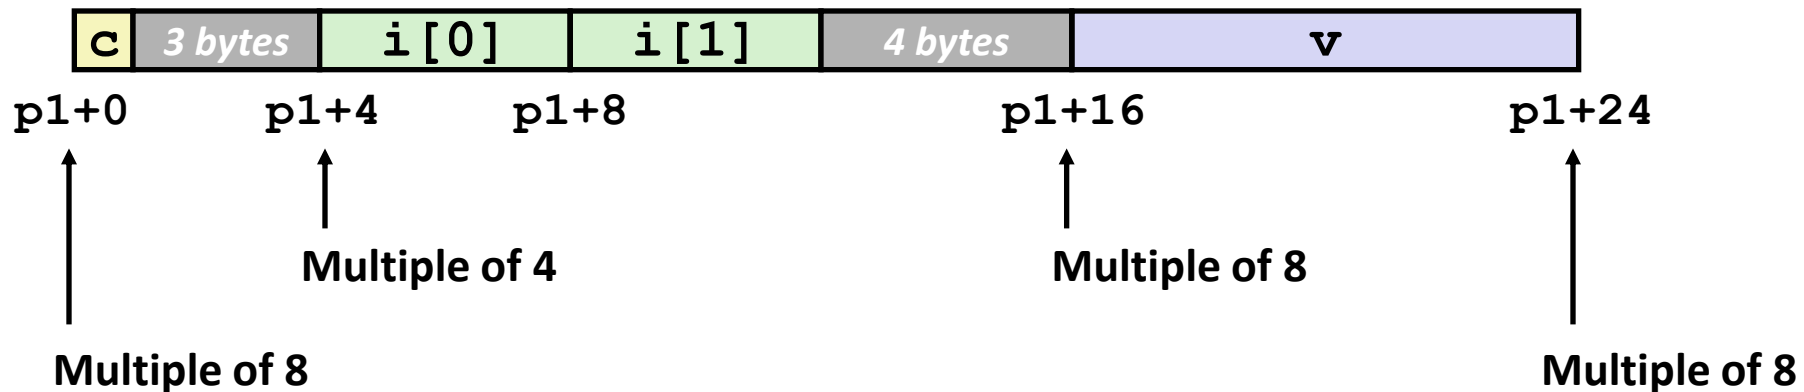 c 3 bytes i[0] i[1] 4 bytes v
p1+0 p1+4 p1+8 p1+16 p1+24
Multiple of 4 Multiple of 8
Multiple of 8 Multiple of 8